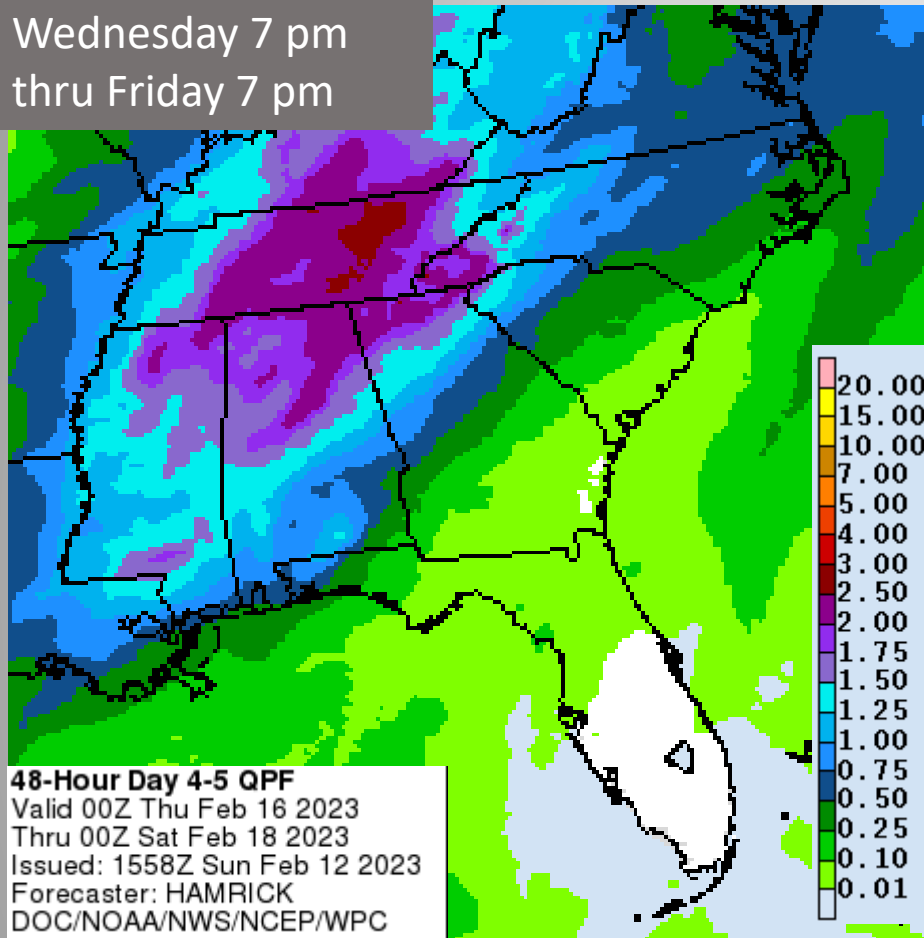 Wednesday 7 pm
thru Friday 7 pm
20.00
15.00
10.00
7.00
5.00
4.00
3.00
2.50
2.00
1.75
1.50
1.25
1.00
0.75
0.50
0.25
0.10
0.01
48-Hour Day 4-5 QPF
Valid 00Z Thu Feb 16 2023
Thru 00Z Sat Feb 18 2023
Issued: 1558Z Sun Feb 12 2023
Forecaster: HAMRICK
DOC/NOAA/NWS/NCEP/WPC